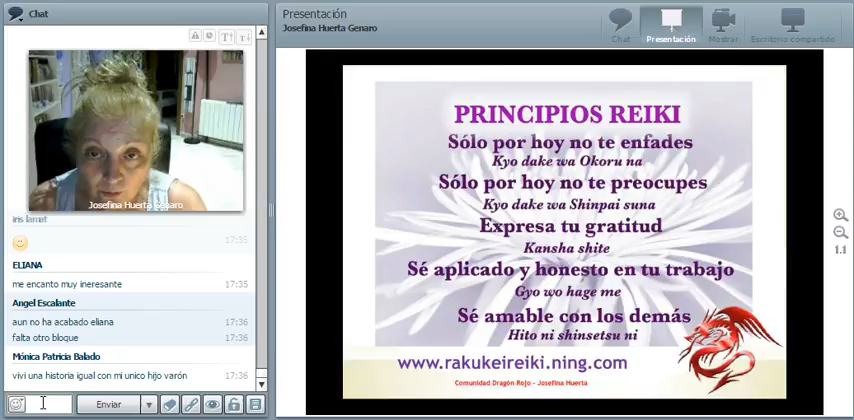 Chat
Josefina Huerta Genaro
iris lamat
17:35
ELIANA
me encanto muy ineresante 17:35
Angel Escalante
aun no ha acabado eliana 17:36
falta otro bloque 17:36
Mónica Patricia Balado
vivi una historia igual con mi unico hijo varón 17:36
Enviar
Presentación
Josefina Huerta Genaro
Chat
Presentación
Mostrar
Escritorio compartido
PRINCIPIOS REIKI
Sólo por hoy no te enfades
Kyo dake wa Okoru na
Sólo por hoy no te preocupes
Kyo dake wa Shinpai suna
Expresa tu gratitud
Kansha shite
Sé aplicado y honesto en tu trabajo
Gyo wo hage me
Sé amable con los demás
Hito ni shinsetsu ni
www.rakukeireiki.ning.com
Comunidad Dragón Rojo - Josefina Huerta
1.1